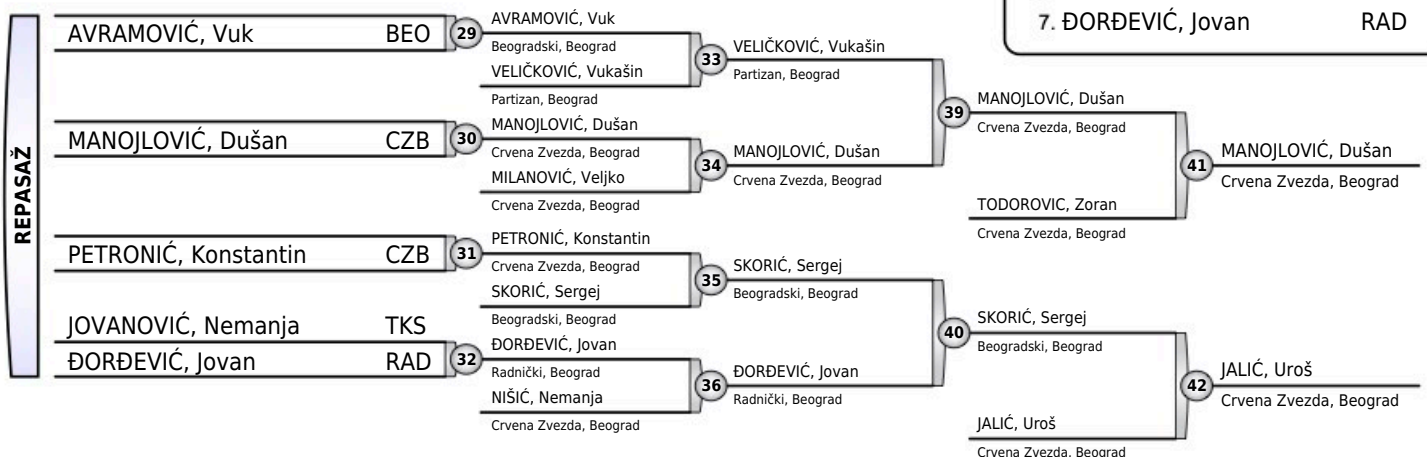 7. ĐORĐEVIĆ, Jovan RAD
REPASAŽ
AVRAMOVIĆ, Vuk BEO
MANOJLOVIĆ, Dušan CZB
PETRONIĆ, Konstantin CZB
JOVANOVIĆ, Nemanja TKS
ĐORĐEVIĆ, Jovan RAD
29
AVRAMOVIĆ, Vuk
Beogradski, Beograd
VELIČKOVIĆ, Vukašin
Partizan, Beograd
30
MANOJLOVIĆ, Dušan
Crvena Zvezda, Beograd
MILANOVIĆ, Veljko
Crvena Zvezda, Beograd
31
PETRONIĆ, Konstantin
Crvena Zvezda, Beograd
SKORIĆ, Sergej
Beogradski, Beograd
32
ĐORĐEVIĆ, Jovan
Radnički, Beograd
NIŠIĆ, Nemanja
Crvena Zvezda, Beograd
33
VELIČKOVIĆ, Vukašin
Partizan, Beograd
34
MANOJLOVIĆ, Dušan
Crvena Zvezda, Beograd
35
SKORIĆ, Sergej
Beogradski, Beograd
36
ĐORĐEVIĆ, Jovan
Radnički, Beograd
39
MANOJLOVIĆ, Dušan
Crvena Zvezda, Beograd
TODOROVIC, Zoran
Crvena Zvezda, Beograd
40
SKORIĆ, Sergej
Beogradski, Beograd
JALIĆ, Uroš
Crvena Zvezda, Beograd
41
MANOJLOVIĆ, Dušan
Crvena Zvezda, Beograd
42
JALIĆ, Uroš
Crvena Zvezda, Beograd